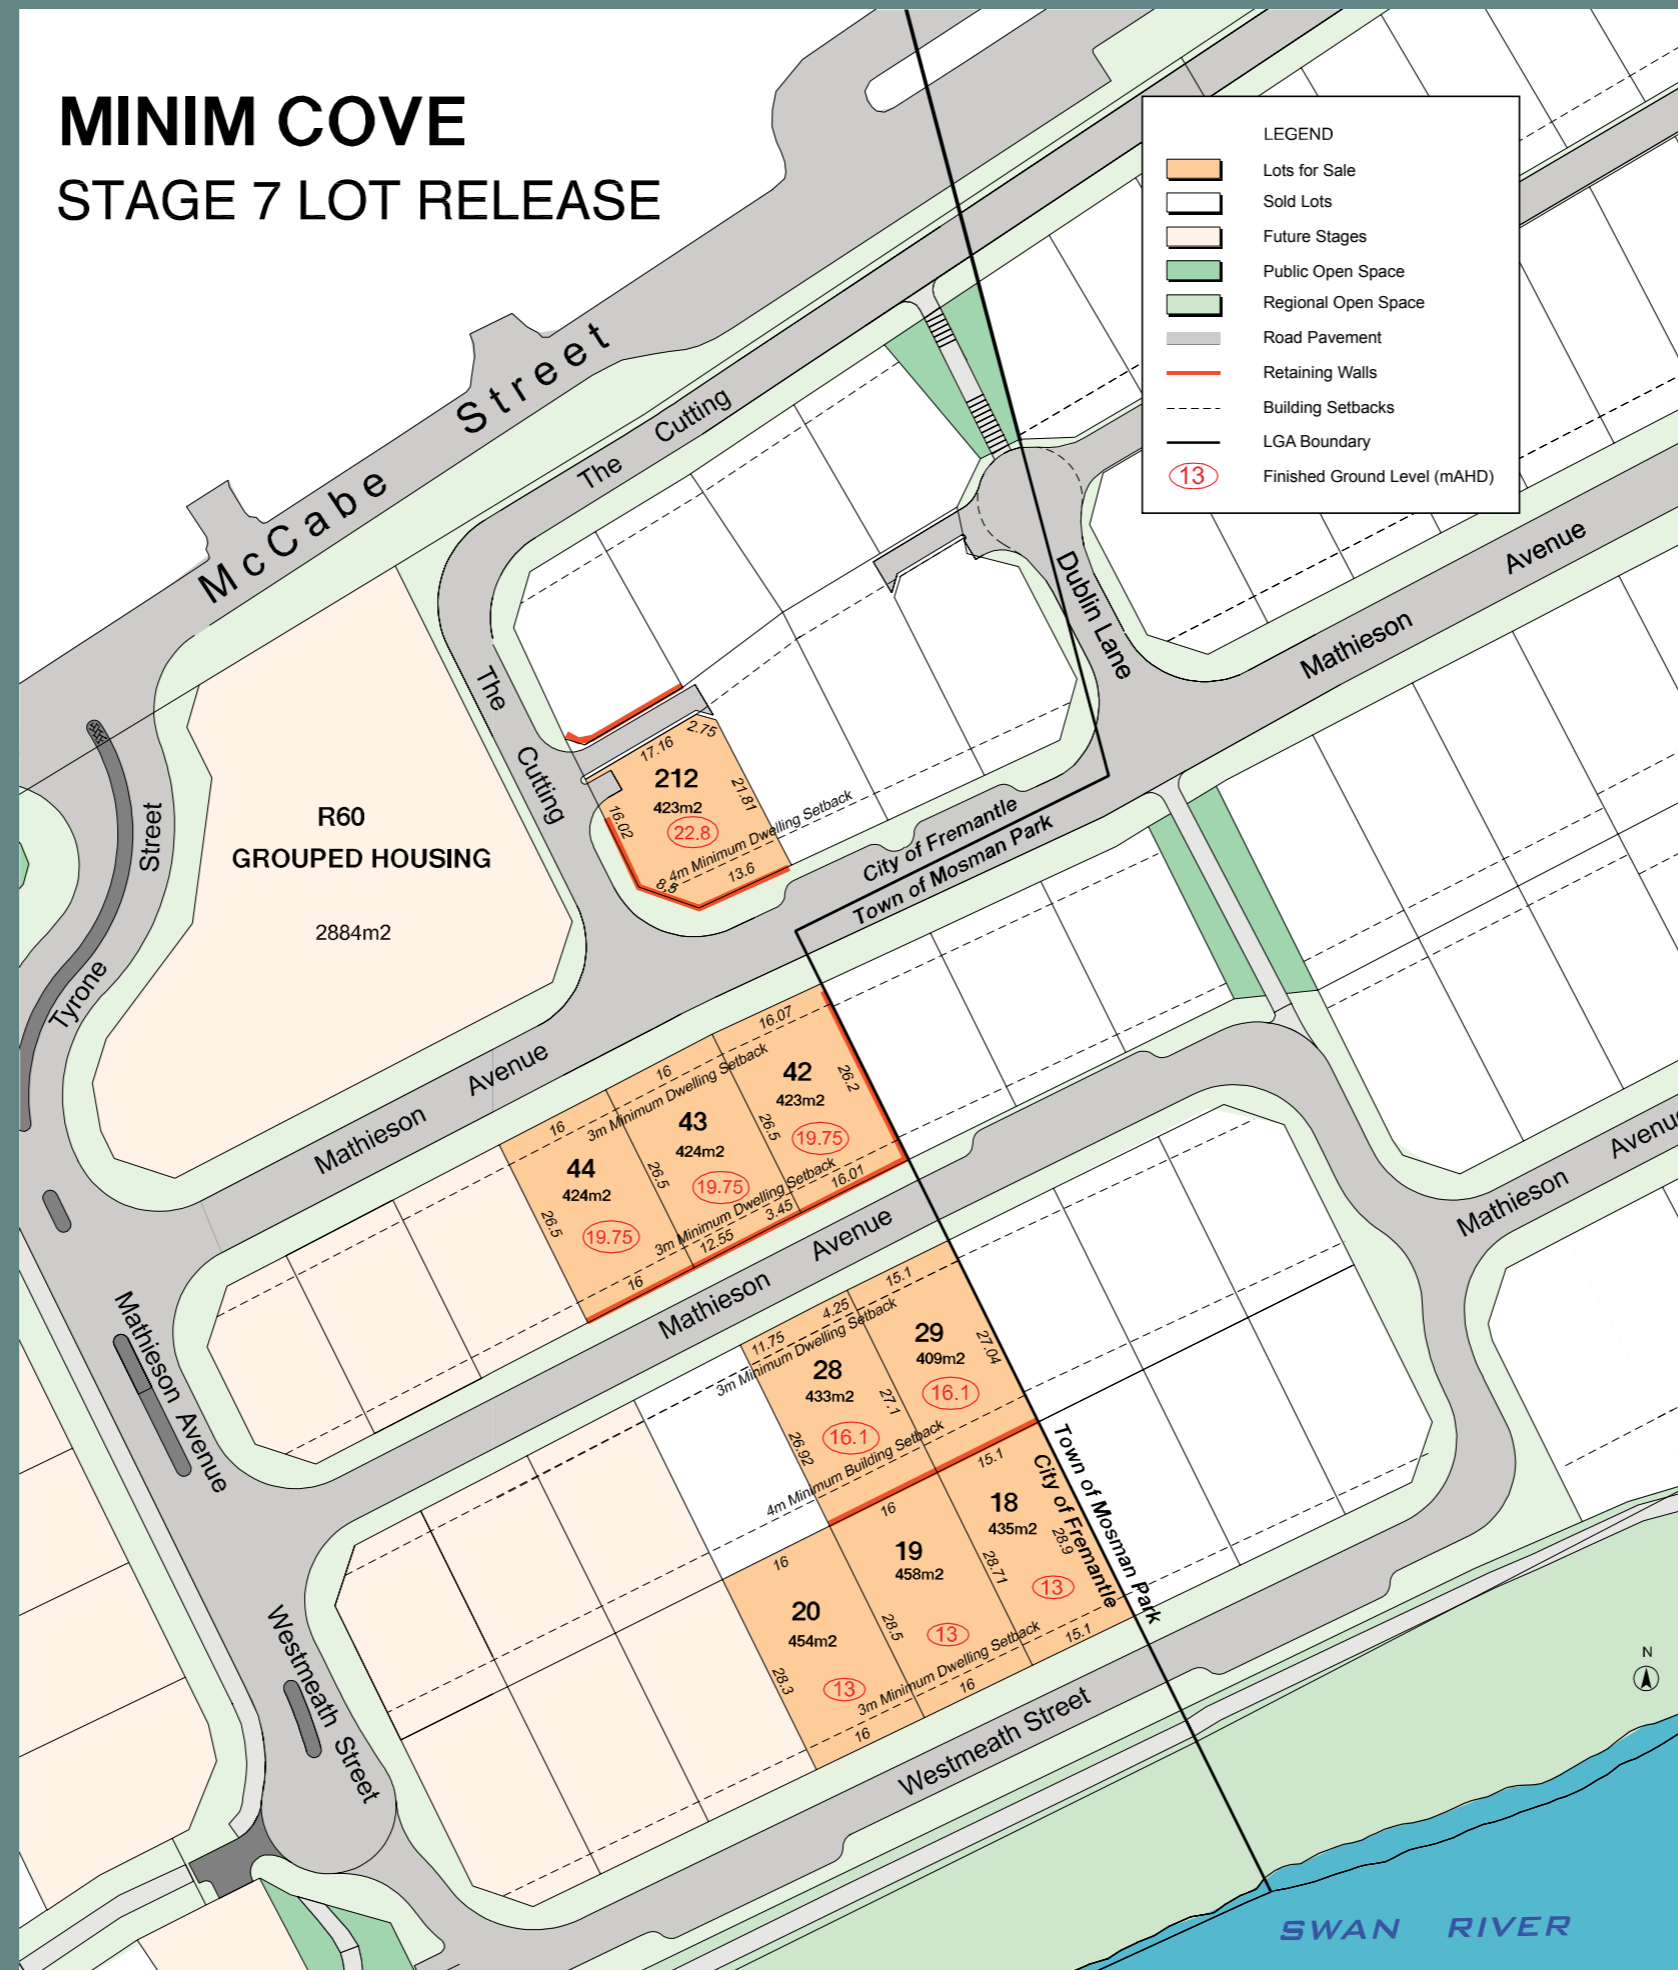 MINIM COVE
STAGE 7 LOT RELEASE
LEGEND
Lots for Sale
Sold Lots
Future Stages
Public Open Space
Regional Open Space
Road Pavement
Retaining Walls
Building Setbacks
LGA Boundary
13 Finished Ground Level (mAHD)
McCabe Street
The Cutting
The Cutting
Dublin Lane
Mathieson Avenue
Tyrone Street
R60
GROUPED HOUSING
2884m2
17.16
2.75
212
423m2
22.8
16.02
21.81
4m Minimum Dwelling Setback
8.5
13.6
City of Fremantle
Town of Mosman Park
Mathieson Avenue
16.07
16
16
3m Minimum Dwelling Setback
42
423m2
19.75
26.2
26.5
43
424m2
19.75
26.5
44
424m2
19.75
26.5
3m Minimum Dwelling Setback
16.01
3.45
12.55
16
Mathieson Avenue
Mathieson Avenue
Mathieson Avenue
15.1
4.25
11.75
3m Minimum Dwelling Setback
29
409m2
16.1
27.04
28
433m2
16.1
27.1
26.92
4m Minimum Building Setback
15.1
16
16
18
435m2
13
28.9
28.71
19
458m2
13
28.5
20
454m2
13
28.3
3m Minimum Dwelling Setback
15.1
16
16
Town of Mosman Park
City of Fremantle
Westmeath Street
Westmeath Street
N
SWAN RIVER